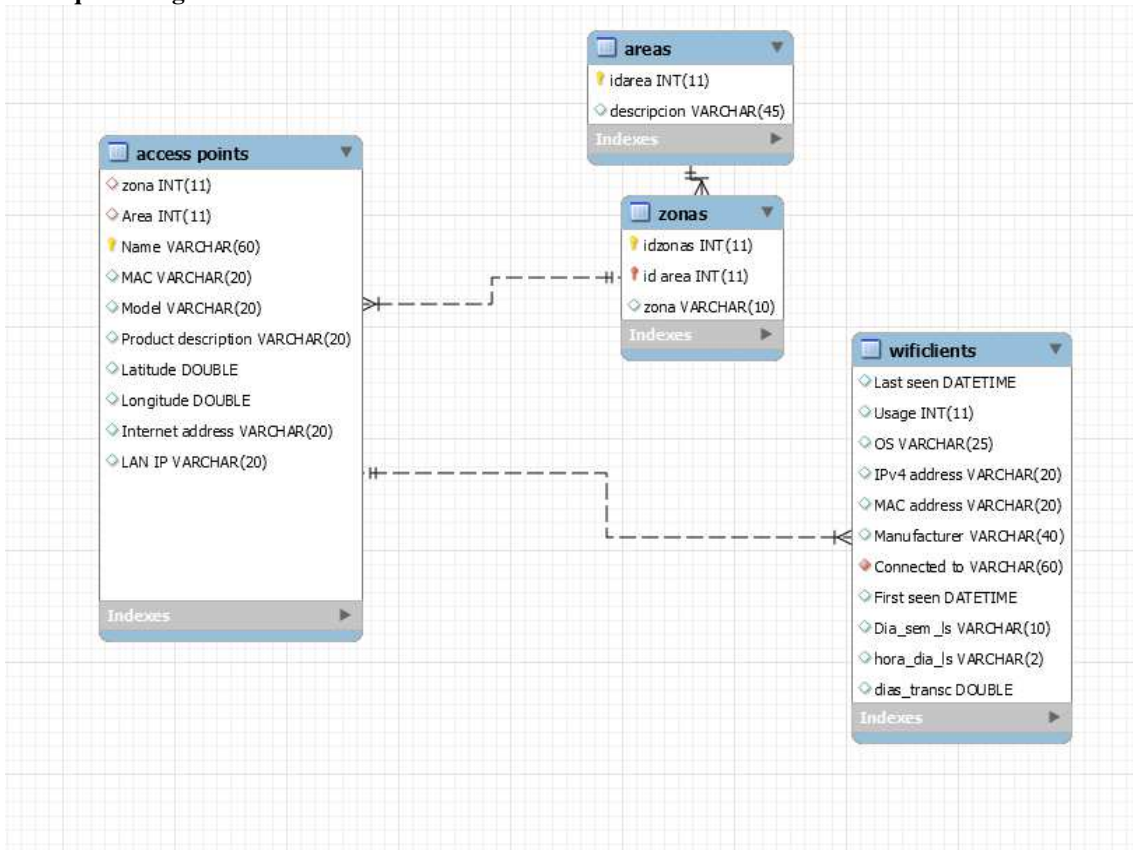 areas
idarea INT(11)
descripcion VARCHAR(45)
Indexes
access points
zona INT(11)
Area INT(11)
Name VARCHAR(60)
MAC VARCHAR(20)
Model VARCHAR(20)
Product description VARCHAR(20)
Latitude DOUBLE
Longitude DOUBLE
Internet address VARCHAR(20)
LAN IP VARCHAR(20)
Indexes
zonas
idzonas INT(11)
id area INT(11)
zona VARCHAR(10)
Indexes
wificlients
Last seen DATETIME
Usage INT(11)
OS VARCHAR(25)
IPv4 address VARCHAR(20)
MAC address VARCHAR(20)
Manufacturer VARCHAR(40)
Connected to VARCHAR(60)
First seen DATETIME
Dia_sem_ls VARCHAR(10)
hora_dia_ls VARCHAR(2)
dias_transc DOUBLE
Indexes